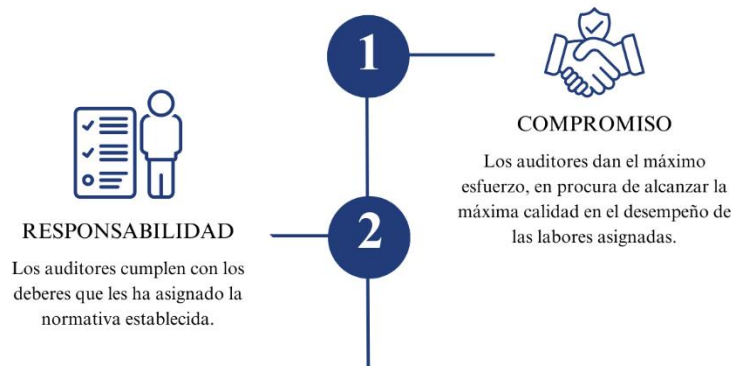 1
COMPROMISO
Los auditores dan el máximo
esfuerzo, en procura de alcanzar la
máxima calidad en el desempeño de
las labores asignadas.
2
RESPONSABILIDAD
Los auditores cumplen con los
deberes que les ha asignado la
normativa establecida.